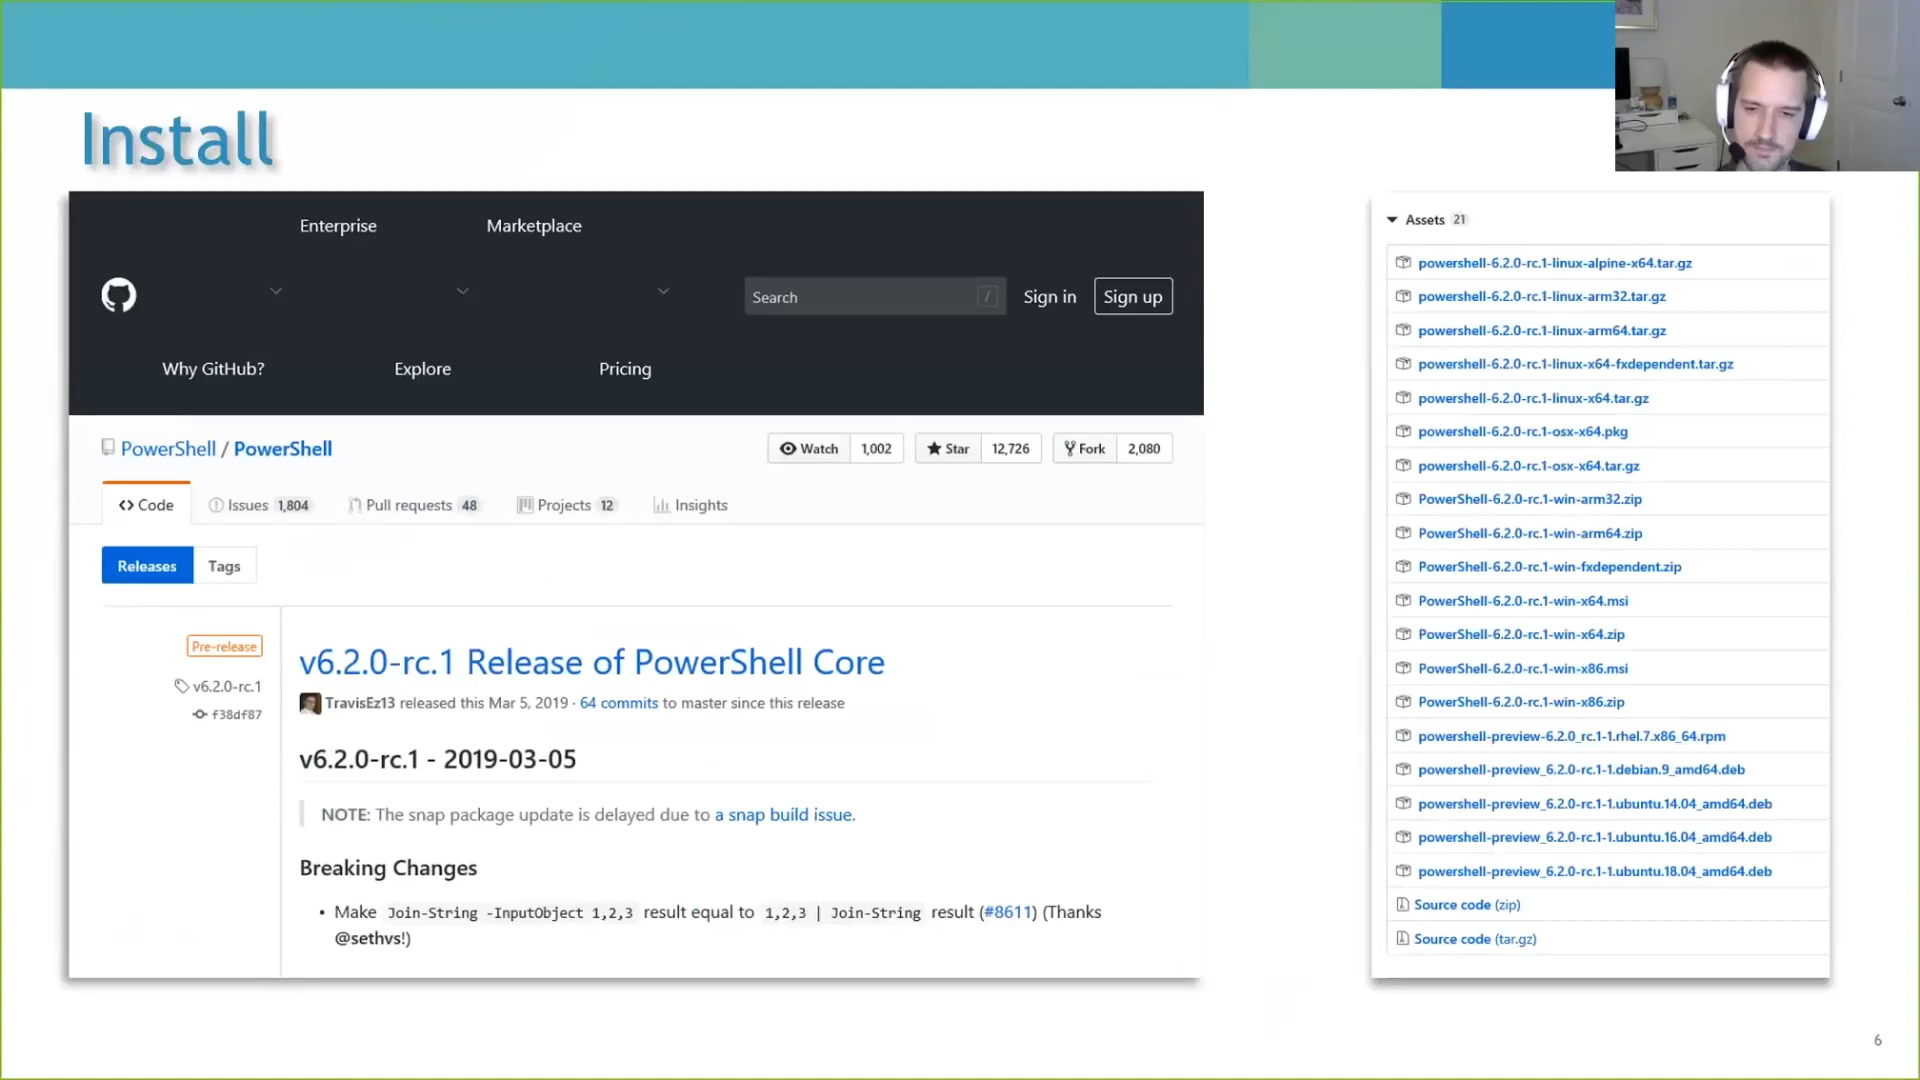 Install
Enterprise
Marketplace
Search /
Sign in
Sign up
Why GitHub?
Explore
Pricing
PowerShell / PowerShell
Watch 1,002
Star 12,726
Fork 2,080
<> Code
Issues 1,804
Pull requests 48
Projects 12
Insights
Releases
Tags
Pre-release
v6.2.0-rc.1
f38df87
v6.2.0-rc.1 Release of PowerShell Core
TravisEz13 released this Mar 5, 2019 · 64 commits to master since this release
v6.2.0-rc.1 - 2019-03-05
NOTE: The snap package update is delayed due to a snap build issue.
Breaking Changes
• Make Join-String -InputObject 1,2,3 result equal to 1,2,3 | Join-String result (#8611) (Thanks
@sethvs!)
Assets 21
powershell-6.2.0-rc.1-linux-alpine-x64.tar.gz
powershell-6.2.0-rc.1-linux-arm32.tar.gz
powershell-6.2.0-rc.1-linux-arm64.tar.gz
powershell-6.2.0-rc.1-linux-x64-fxdependent.tar.gz
powershell-6.2.0-rc.1-linux-x64.tar.gz
powershell-6.2.0-rc.1-osx-x64.pkg
powershell-6.2.0-rc.1-osx-x64.tar.gz
PowerShell-6.2.0-rc.1-win-arm32.zip
PowerShell-6.2.0-rc.1-win-arm64.zip
PowerShell-6.2.0-rc.1-win-fxdependent.zip
PowerShell-6.2.0-rc.1-win-x64.msi
PowerShell-6.2.0-rc.1-win-x64.zip
PowerShell-6.2.0-rc.1-win-x86.msi
PowerShell-6.2.0-rc.1-win-x86.zip
powershell-preview-6.2.0_rc.1-1.rhel.7.x86_64.rpm
powershell-preview_6.2.0-rc.1-1.debian.9_amd64.deb
powershell-preview_6.2.0-rc.1-1.ubuntu.14.04_amd64.deb
powershell-preview_6.2.0-rc.1-1.ubuntu.16.04_amd64.deb
powershell-preview_6.2.0-rc.1-1.ubuntu.18.04_amd64.deb
Source code (zip)
Source code (tar.gz)
6